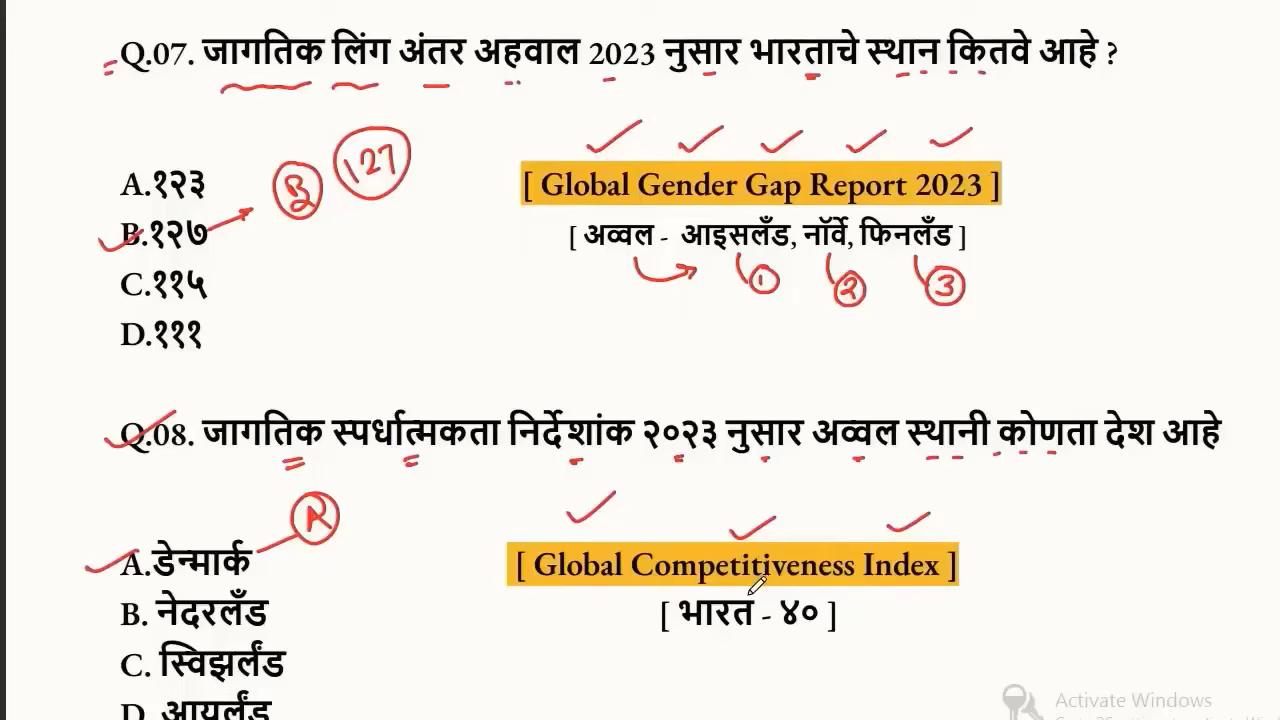 Q.07. जागतिक लिंग अंतर अहवाल 2023 नुसार भारताचे स्थान कितवे आहे ?
A.१२३
B
127
[ Global Gender Gap Report 2023 ]
B.१२७
[ अव्वल - आइसलँड, नॉर्वे, फिनलँड ]
1 2 3
C.११५
D.१११
Q.08. जागतिक स्पर्धात्मकता निर्देशांक २०२३ नुसार अव्वल स्थानी कोणता देश आहे
A
A.डेन्मार्क
[ Global Competitiveness Index ]
B. नेदरलँड
[ भारत - ४० ]
C. स्विझर्लंड
D. आयर्लंड
Activate Windows